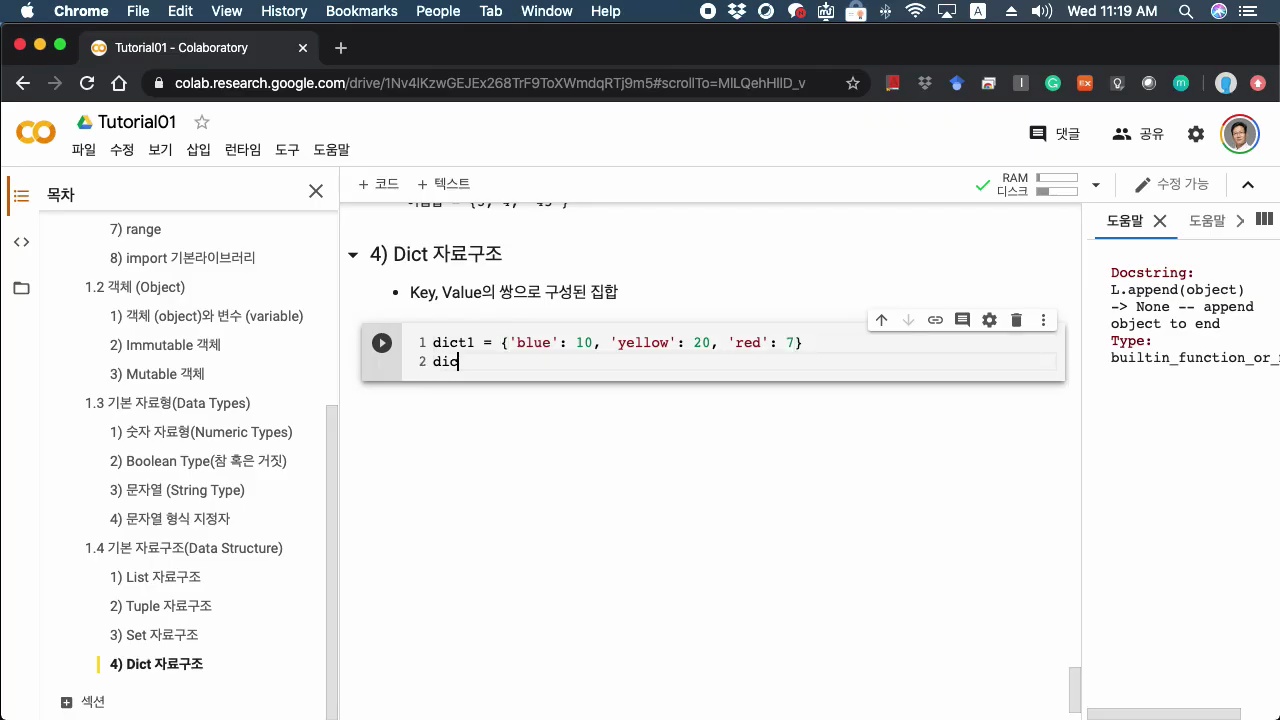 Chrome File Edit View History Bookmarks People Tab Window Help A Wed 11:19 AM
Tutorial01 - Colaboratory
colab.research.google.com/drive/1Nv4lKzwGEJEx268TrF9ToXWmdqRTj9m5#scrollTo=MlLQehHlID_v
Tutorial01
댓글 공유
파일 수정 보기 삽입 런타임 도구 도움말
목차
+ 코드 + 텍스트
RAM
디스크
수정 가능
도움말 도움말
7) range
8) import 기본라이브러리
1.2 객체 (Object)
1) 객체 (object)와 변수 (variable)
2) Immutable 객체
3) Mutable 객체
1.3 기본 자료형(Data Types)
1) 숫자 자료형(Numeric Types)
2) Boolean Type(참 혹은 거짓)
3) 문자열 (String Type)
4) 문자열 형식 지정자
1.4 기본 자료구조(Data Structure)
1) List 자료구조
2) Tuple 자료구조
3) Set 자료구조
4) Dict 자료구조
섹션
4) Dict 자료구조
• Key, Value의 쌍으로 구성된 집합
1 dict1 = {'blue': 10, 'yellow': 20, 'red': 7}
2 dic
Docstring:
L.append(object)
-> None -- append
object to end
Type:
builtin_function_or_